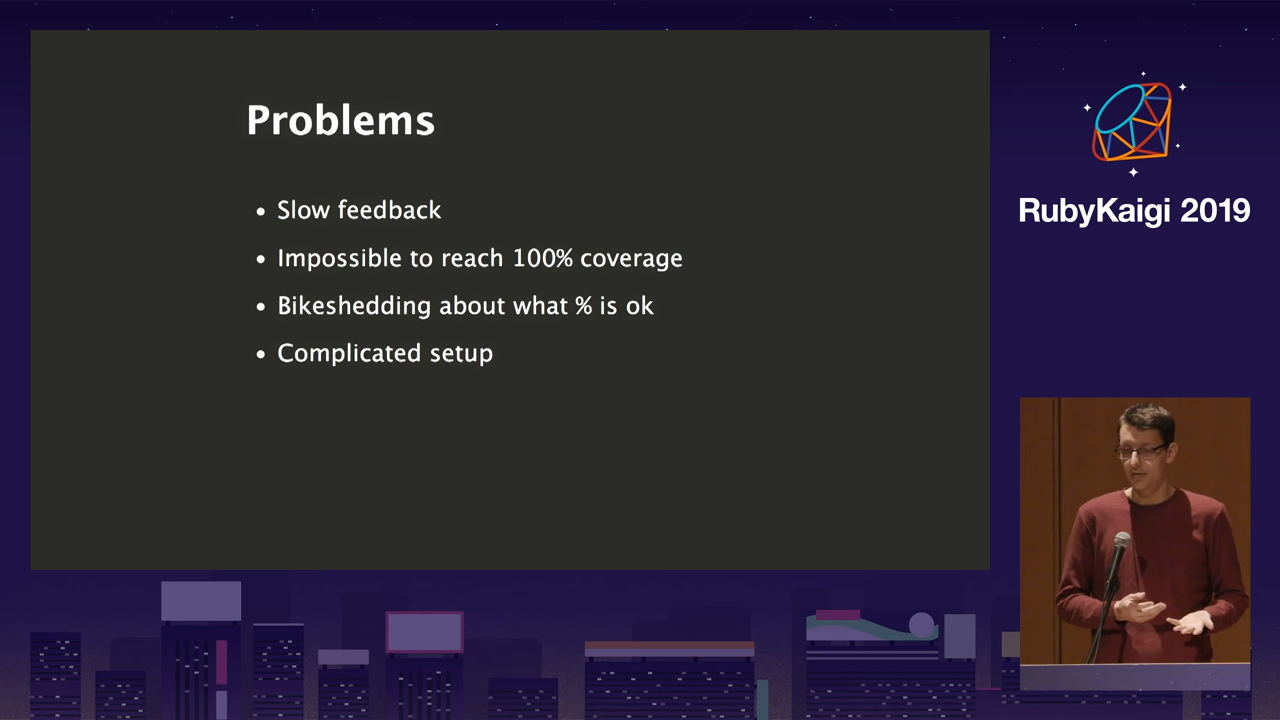 Problems
• Slow feedback
• Impossible to reach 100% coverage
• Bikeshedding about what % is ok
• Complicated setup
RubyKaigi 2019